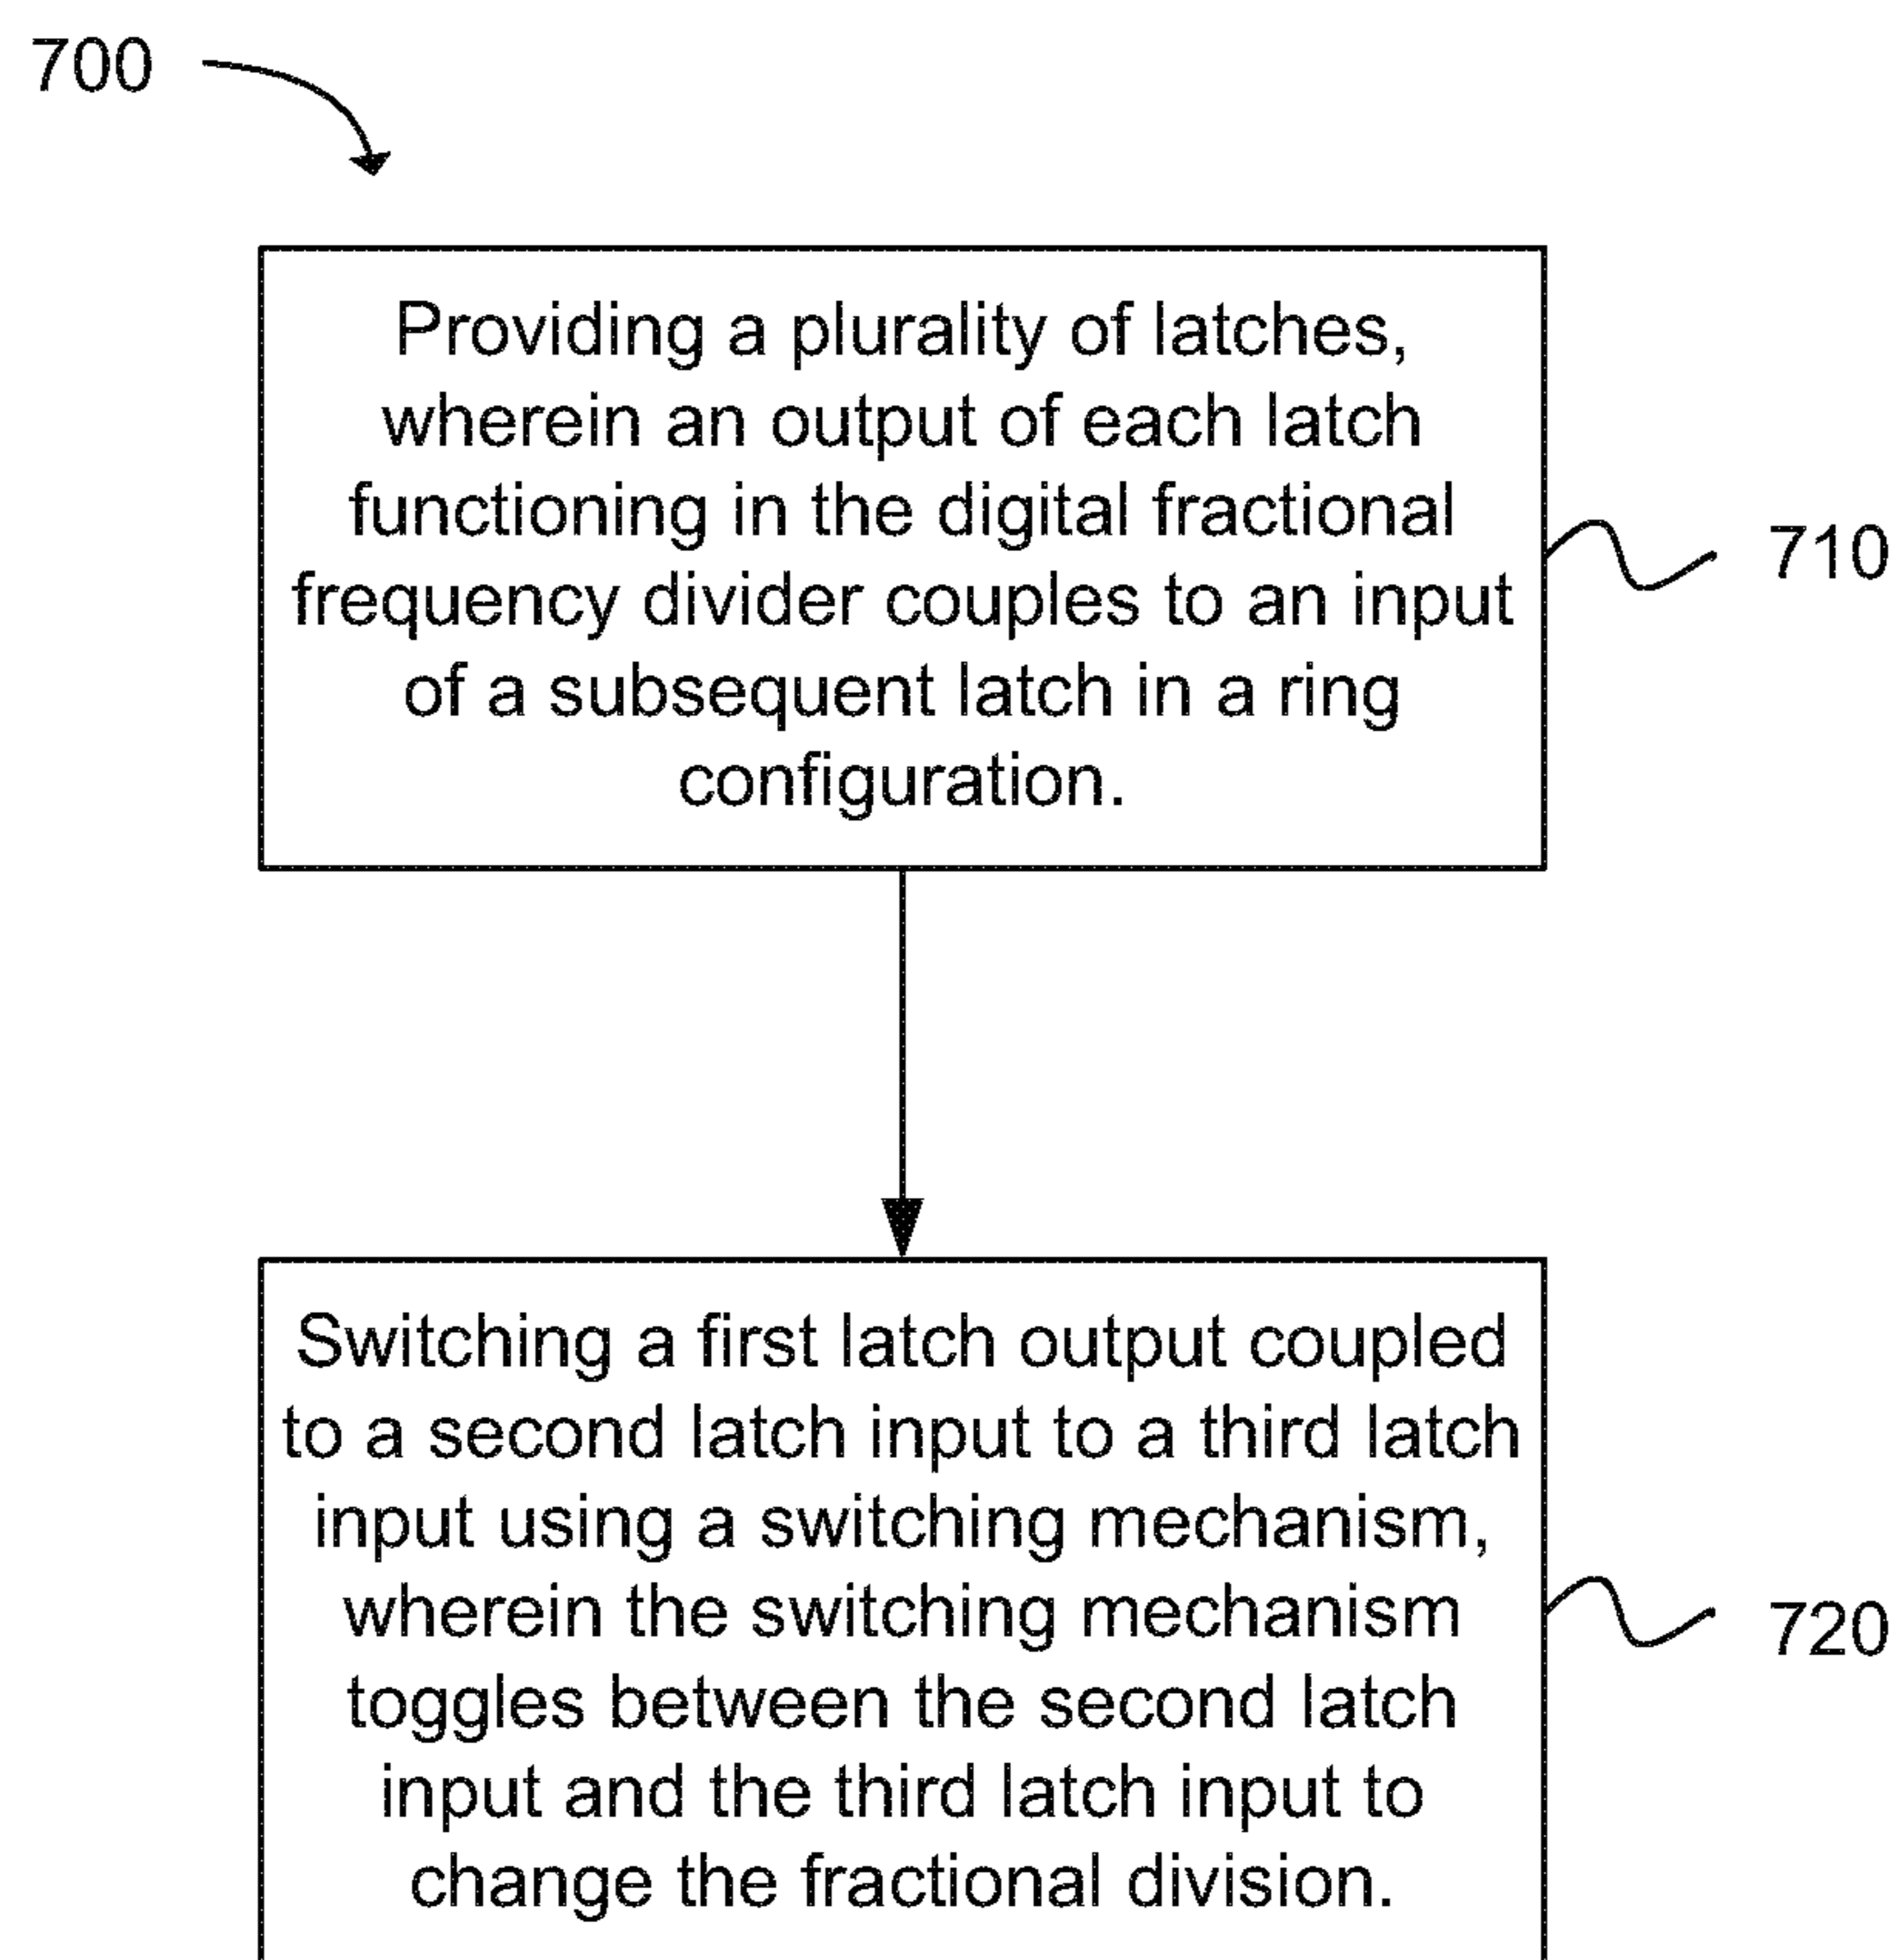 700
Providing a plurality of latches,
wherein an output of each latch
functioning in the digital fractional
frequency divider couples to an input
of a subsequent latch in a ring
configuration.
710
Switching a first latch output coupled
to a second latch input to a third latch
input using a switching mechanism,
wherein the switching mechanism
toggles between the second latch
input and the third latch input to
change the fractional division.
720